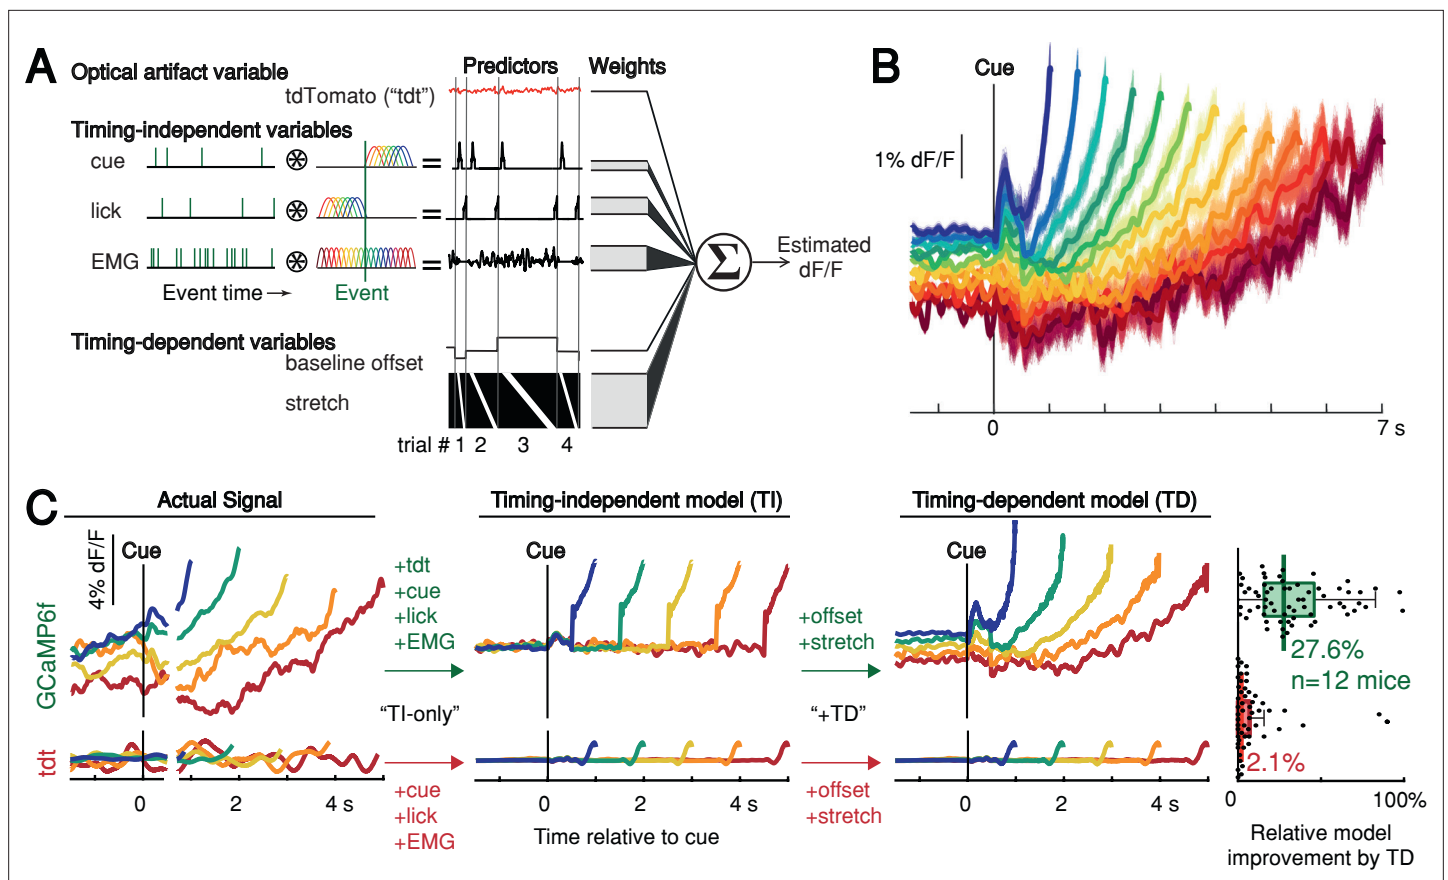 A
Optical artifact variable
Predictors
Weights
tdTomato (“tdt”)
Timing-independent variables
cue
⊛
=
lick
⊛
=
EMG
⊛
=
Event time →
Event
Σ
Estimated
dF/F
Timing-dependent variables
baseline offset
stretch
trial # 1 2 3 4
B
Cue
1% dF/F
0
7 s
C
Actual Signal
Timing-independent model (TI)
Timing-dependent model (TD)
4% dF/F
Cue
Cue
Cue
GCaMP6f
+tdt
+cue
+lick
+EMG
+offset
+stretch
27.6%
n=12 mice
“TI-only”
“+TD”
tdt
2.1%
+cue
+lick
+EMG
+offset
+stretch
0 2 4 s
0 2 4 s
0 2 4 s
0 100%
Time relative to cue
Relative model
improvement by TD